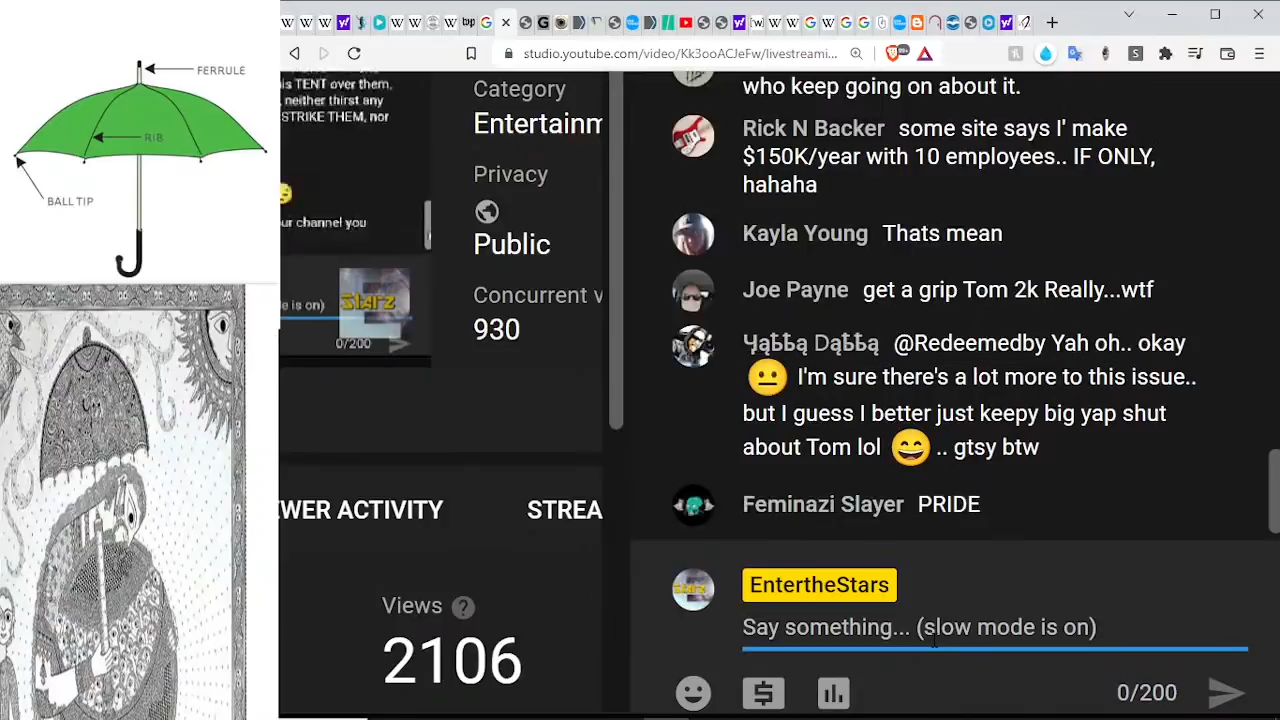 FERRULE
RIB
BALL TIP
studio.youtube.com/video/Kk3ooACJeFw/livestreami...
is TENT over them,
neither thirst any
STRIKE THEM, nor
ur channel you
e is on)
starz
0/200
Category
Entertainm
Privacy
Public
Concurrent v
930
EWER ACTIVITY
STREA
Views
2106
who keep going on about it.
Rick N Backer some site says I' make
$150K/year with 10 employees.. IF ONLY,
hahaha
Kayla Young Thats mean
Joe Payne get a grip Tom 2k Really...wtf
Ⴗąҍҍą Dąҍҍą @Redeemedby Yah oh.. okay
😐 I'm sure there's a lot more to this issue..
but I guess I better just keepy big yap shut
about Tom lol 😄 .. gtsy btw
Feminazi Slayer PRIDE
EntertheStars
Say something... (slow mode is on)
0/200